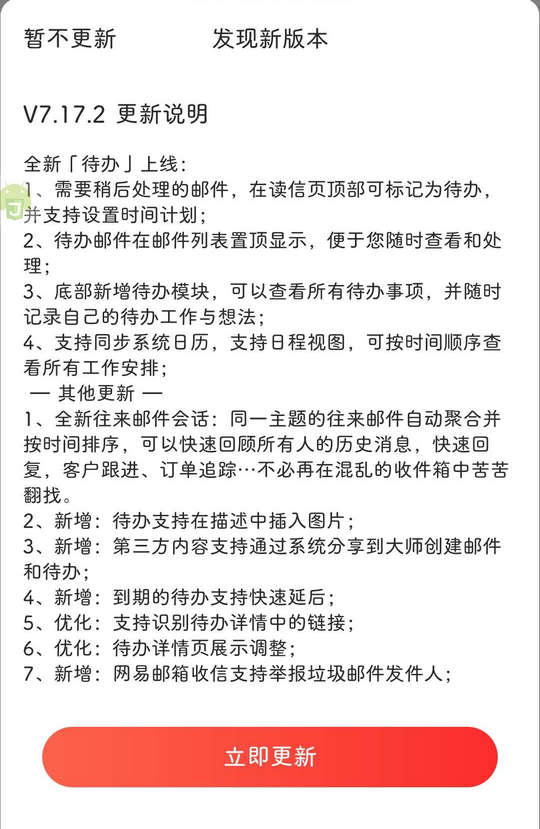 暂不更新 发现新版本
V7.17.2 更新说明
全新「待办」上线：
1、需要稍后处理的邮件，在读信页顶部可标记为待办，
并支持设置时间计划；
2、待办邮件在邮件列表置顶显示，便于您随时查看和处
理；
3、底部新增待办模块，可以查看所有待办事项，并随时
记录自己的待办工作与想法；
4、支持同步系统日历，支持日程视图，可按时间顺序查
看所有工作安排；
— 其他更新 —
1、全新往来邮件会话：同一主题的往来邮件自动聚合并
按时间排序，可以快速回顾所有人的历史消息，快速回
复，客户跟进、订单追踪…不必再在混乱的收件箱中苦苦
翻找。
2、新增：待办支持在描述中插入图片；
3、新增：第三方内容支持通过系统分享到大师创建邮件
和待办；
4、新增：到期的待办支持快速延后；
5、优化：支持识别待办详情中的链接；
6、优化：待办详情页展示调整；
7、新增：网易邮箱收信支持举报垃圾邮件发件人；
立即更新